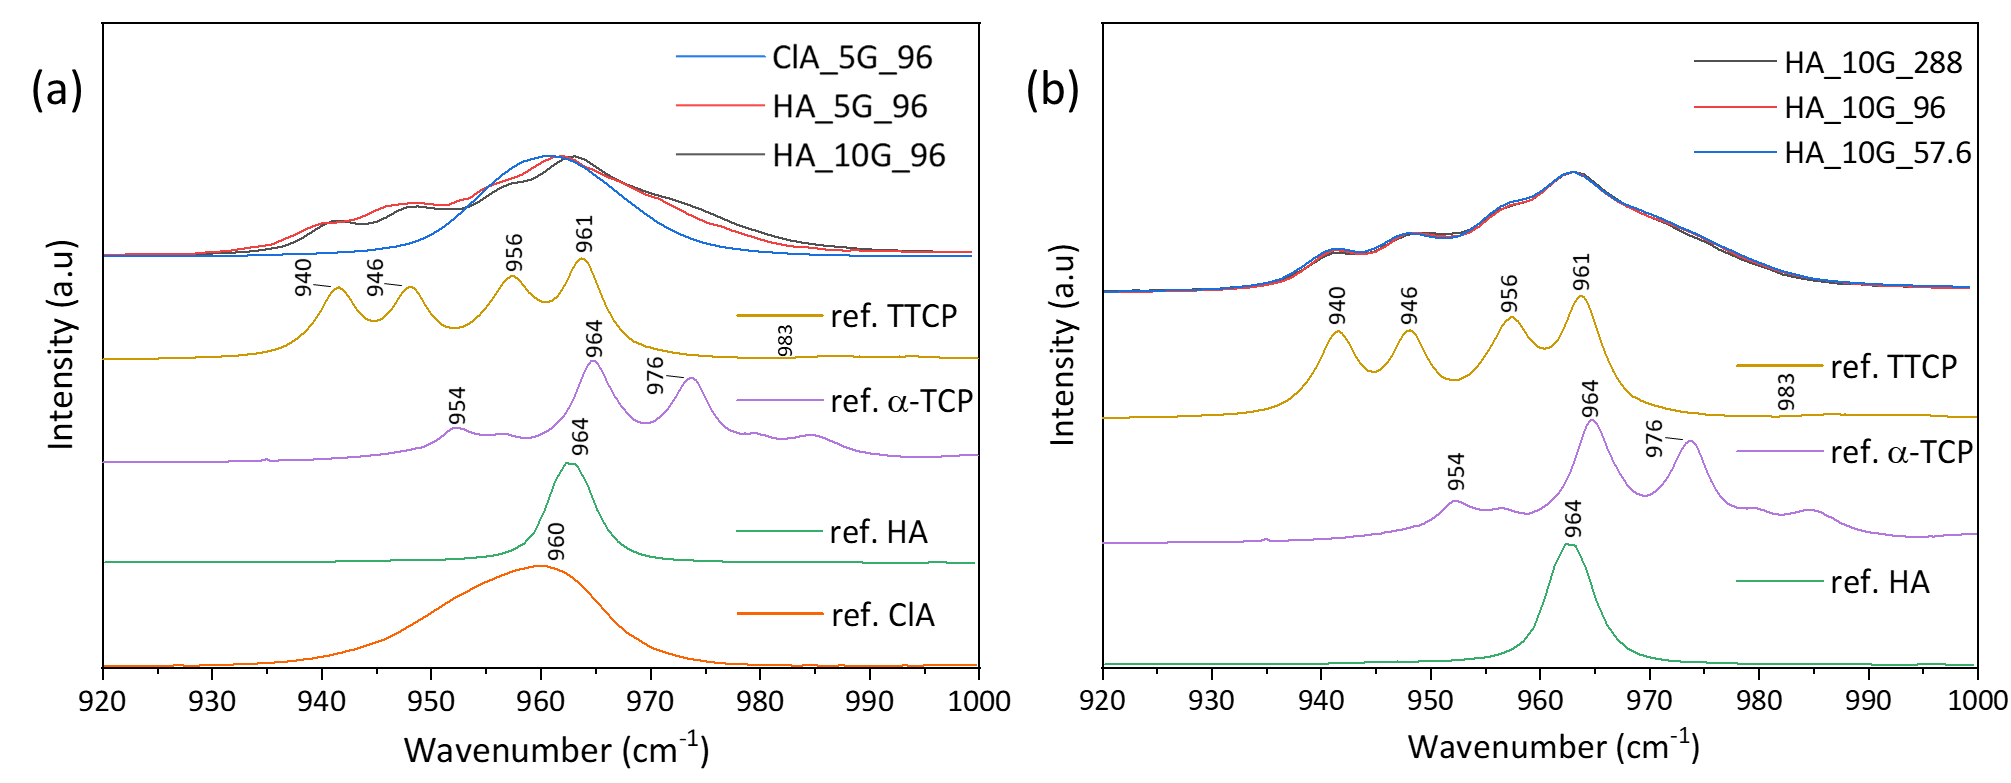 (a)
ClA_5G_96
HA_5G_96
HA_10G_96
940
946
956
961
983
ref. TTCP
954
964
976
ref. α-TCP
964
ref. HA
960
ref. ClA
Intensity (a.u)
920 930 940 950 960 970 980 990 1000
Wavenumber (cm⁻¹)
(b)
HA_10G_288
HA_10G_96
HA_10G_57.6
940
946
956
961
983
ref. TTCP
954
964
976
ref. α-TCP
964
ref. HA
Intensity (a.u)
920 930 940 950 960 970 980 990 1000
Wavenumber (cm⁻¹)